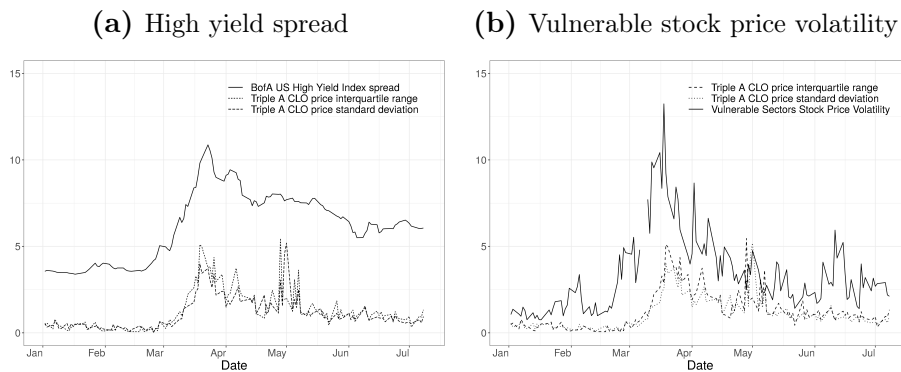 (a) High yield spread
15
10
5
0
BofA US High Yield Index spread
Triple A CLO price interquartile range
Triple A CLO price standard deviation
Jan Feb Mar Apr May Jun Jul
Date
(b) Vulnerable stock price volatility
15
10
5
0
Triple A CLO price interquartile range
Triple A CLO price standard deviation
Vulnerable Sectors Stock Price Volatility
Jan Feb Mar Apr May Jun Jul
Date